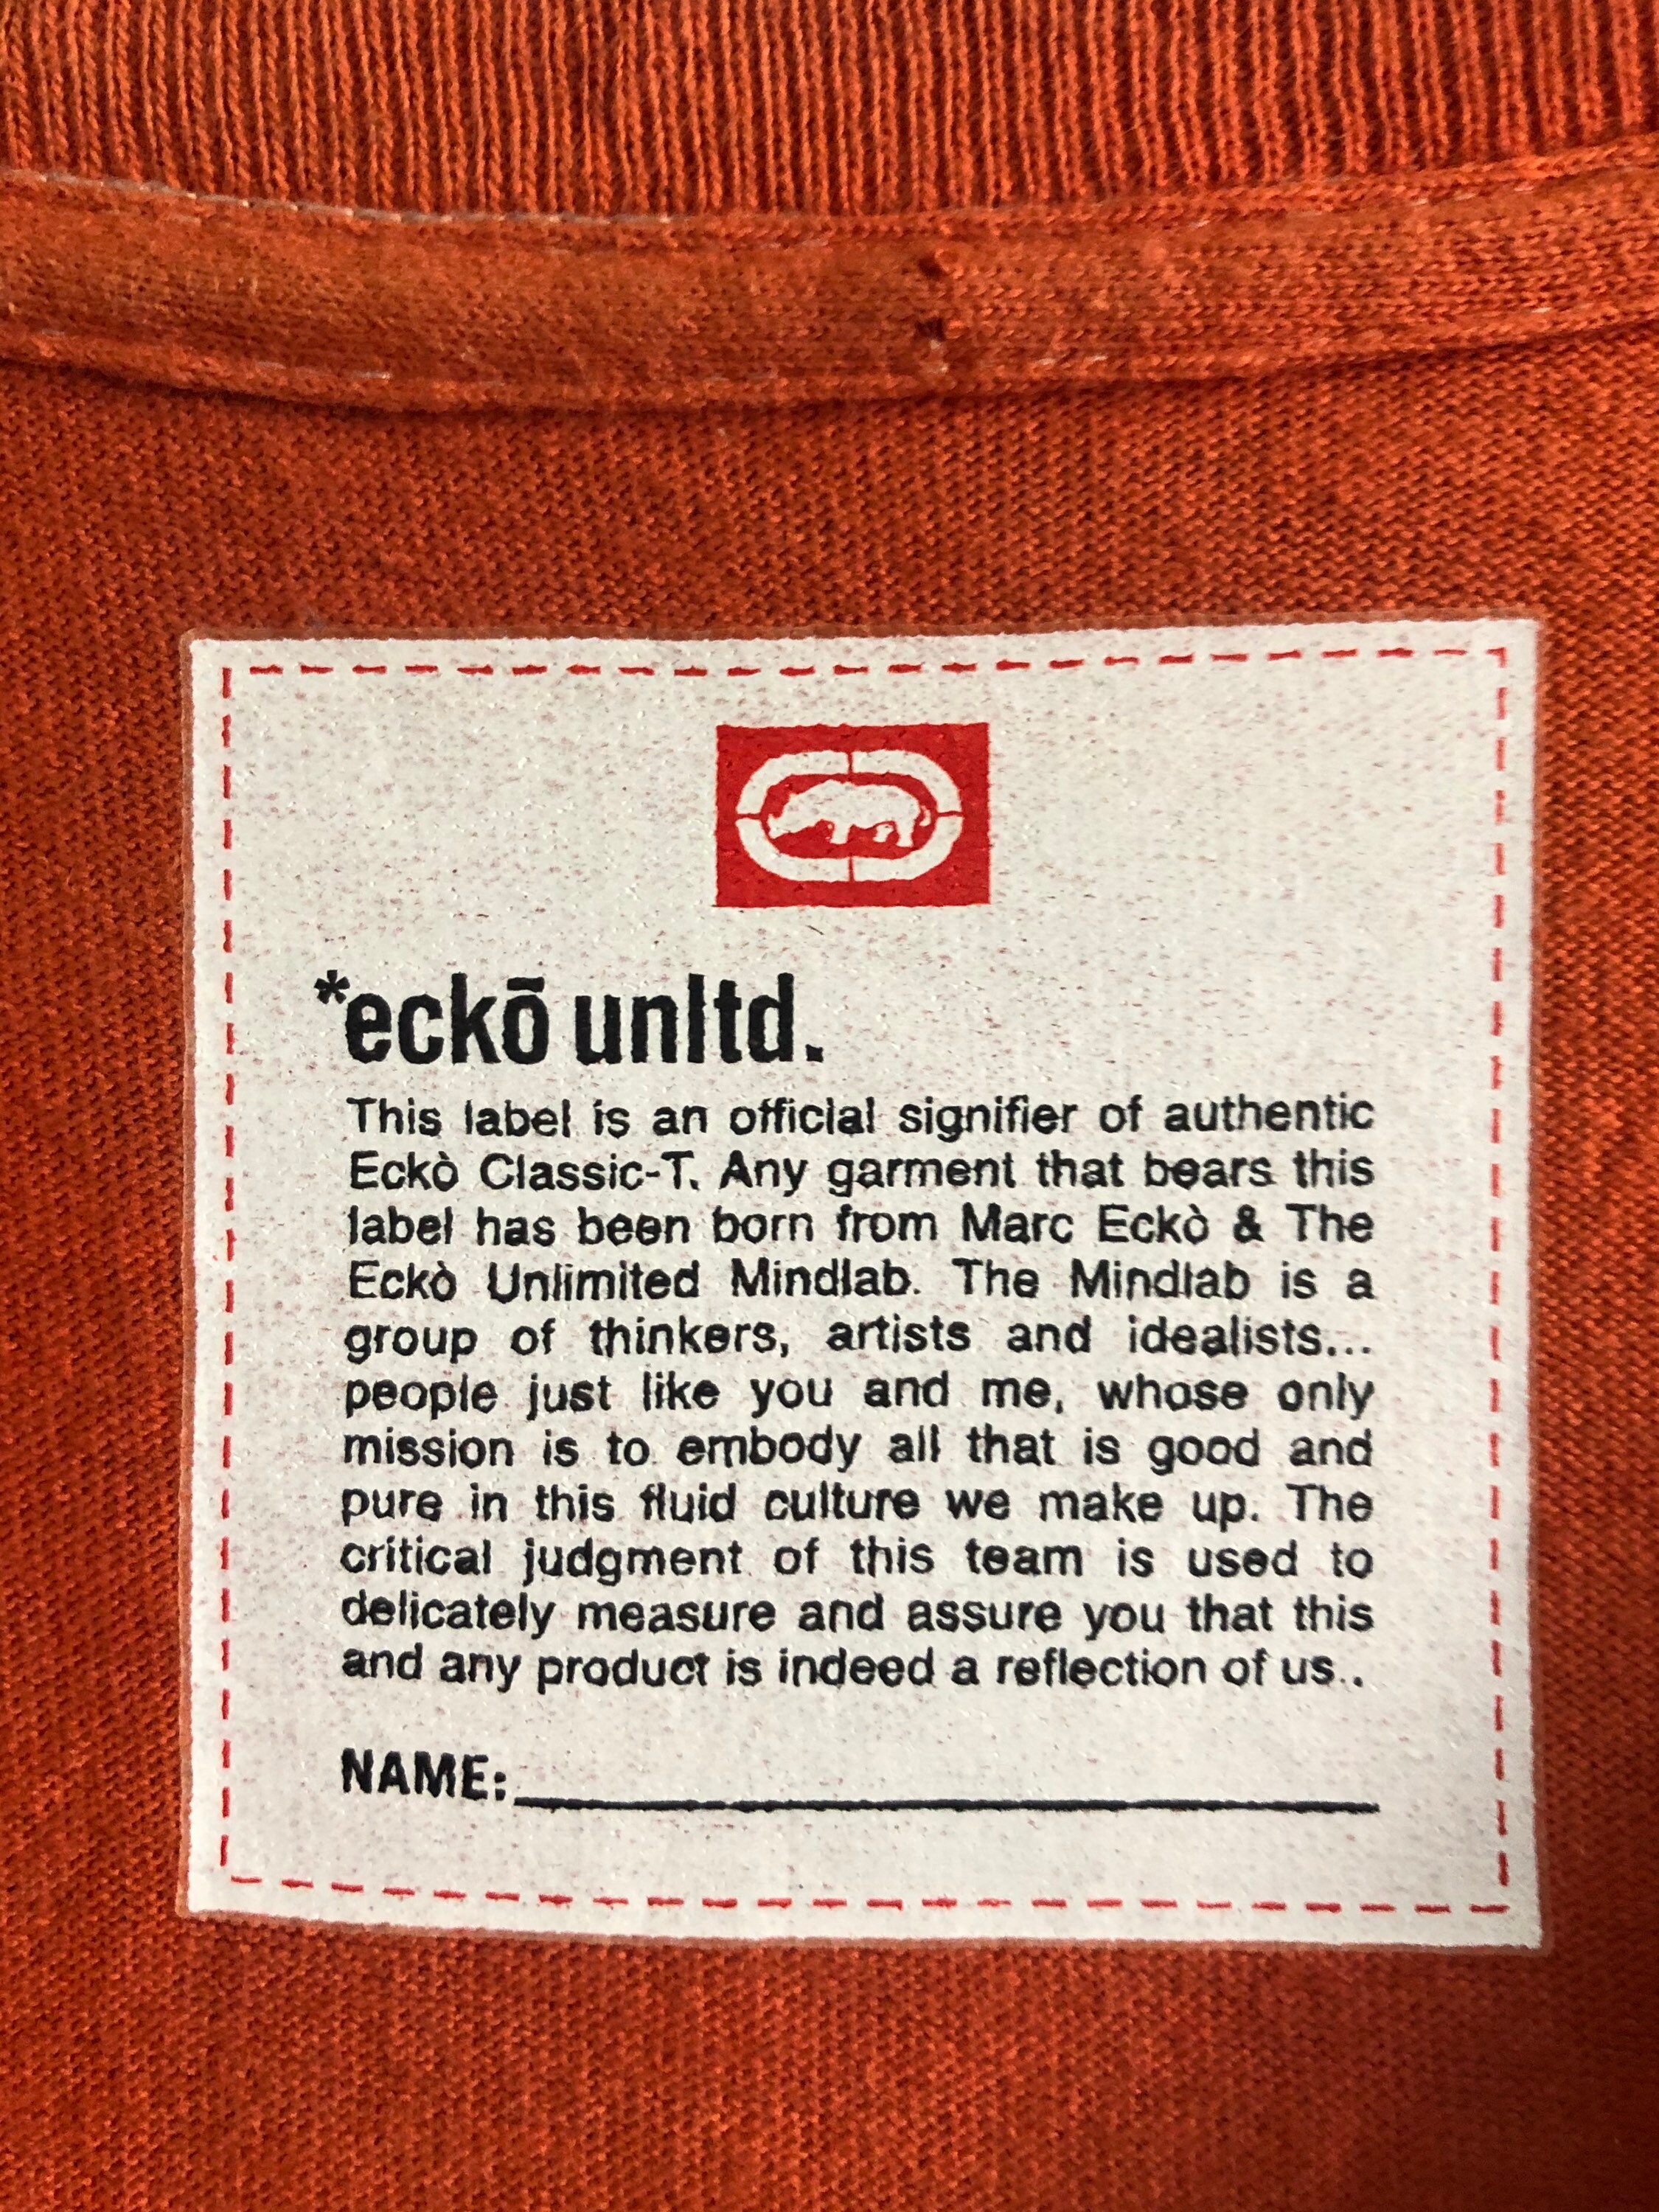 *eckō unltd.
This label is an official signifier of authentic
Eckò Classic-T. Any garment that bears this
label has been born from Marc Eckò & The
Eckò Unlimited Mindlab. The Mindlab is a
group of thinkers, artists and idealists...
people just like you and me, whose only
mission is to embody all that is good and
pure in this fluid culture we make up. The
critical judgment of this team is used to
delicately measure and assure you that this
and any product is indeed a reflection of us..
NAME: